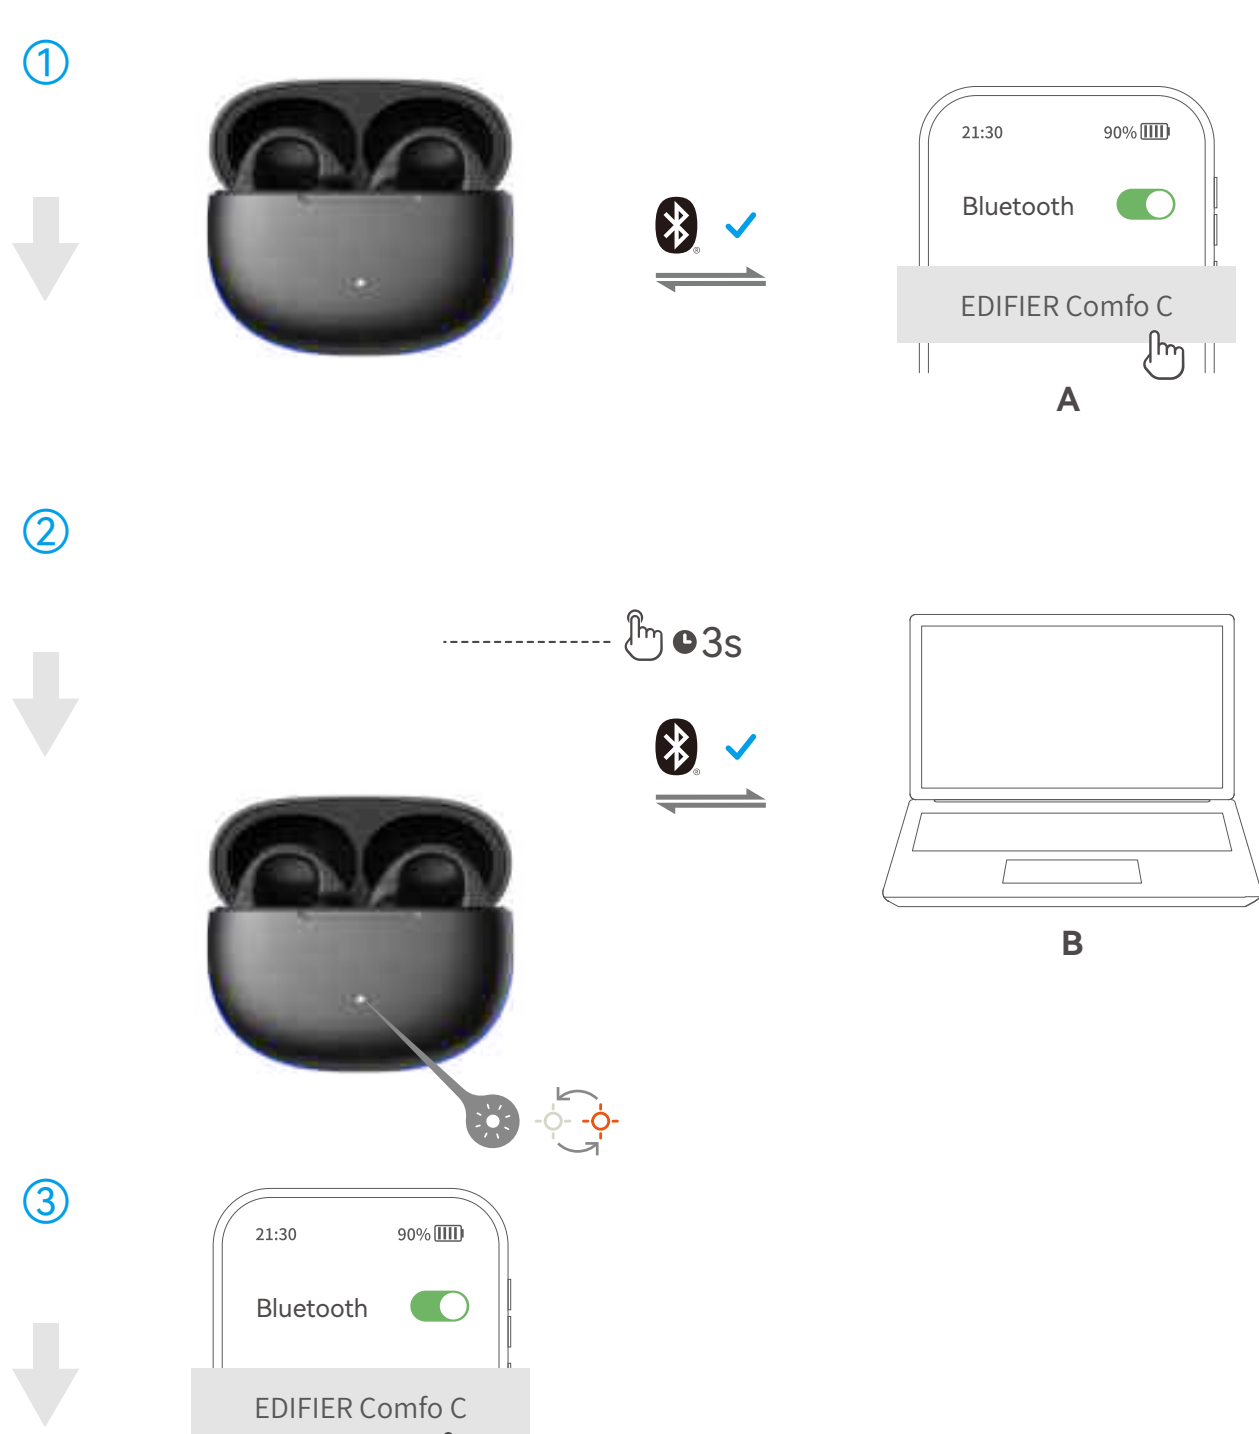 ①
21:30 90%
Bluetooth
®
EDIFIER Comfo C
A
②
3s
®
B
③
21:30 90%
Bluetooth
EDIFIER Comfo C